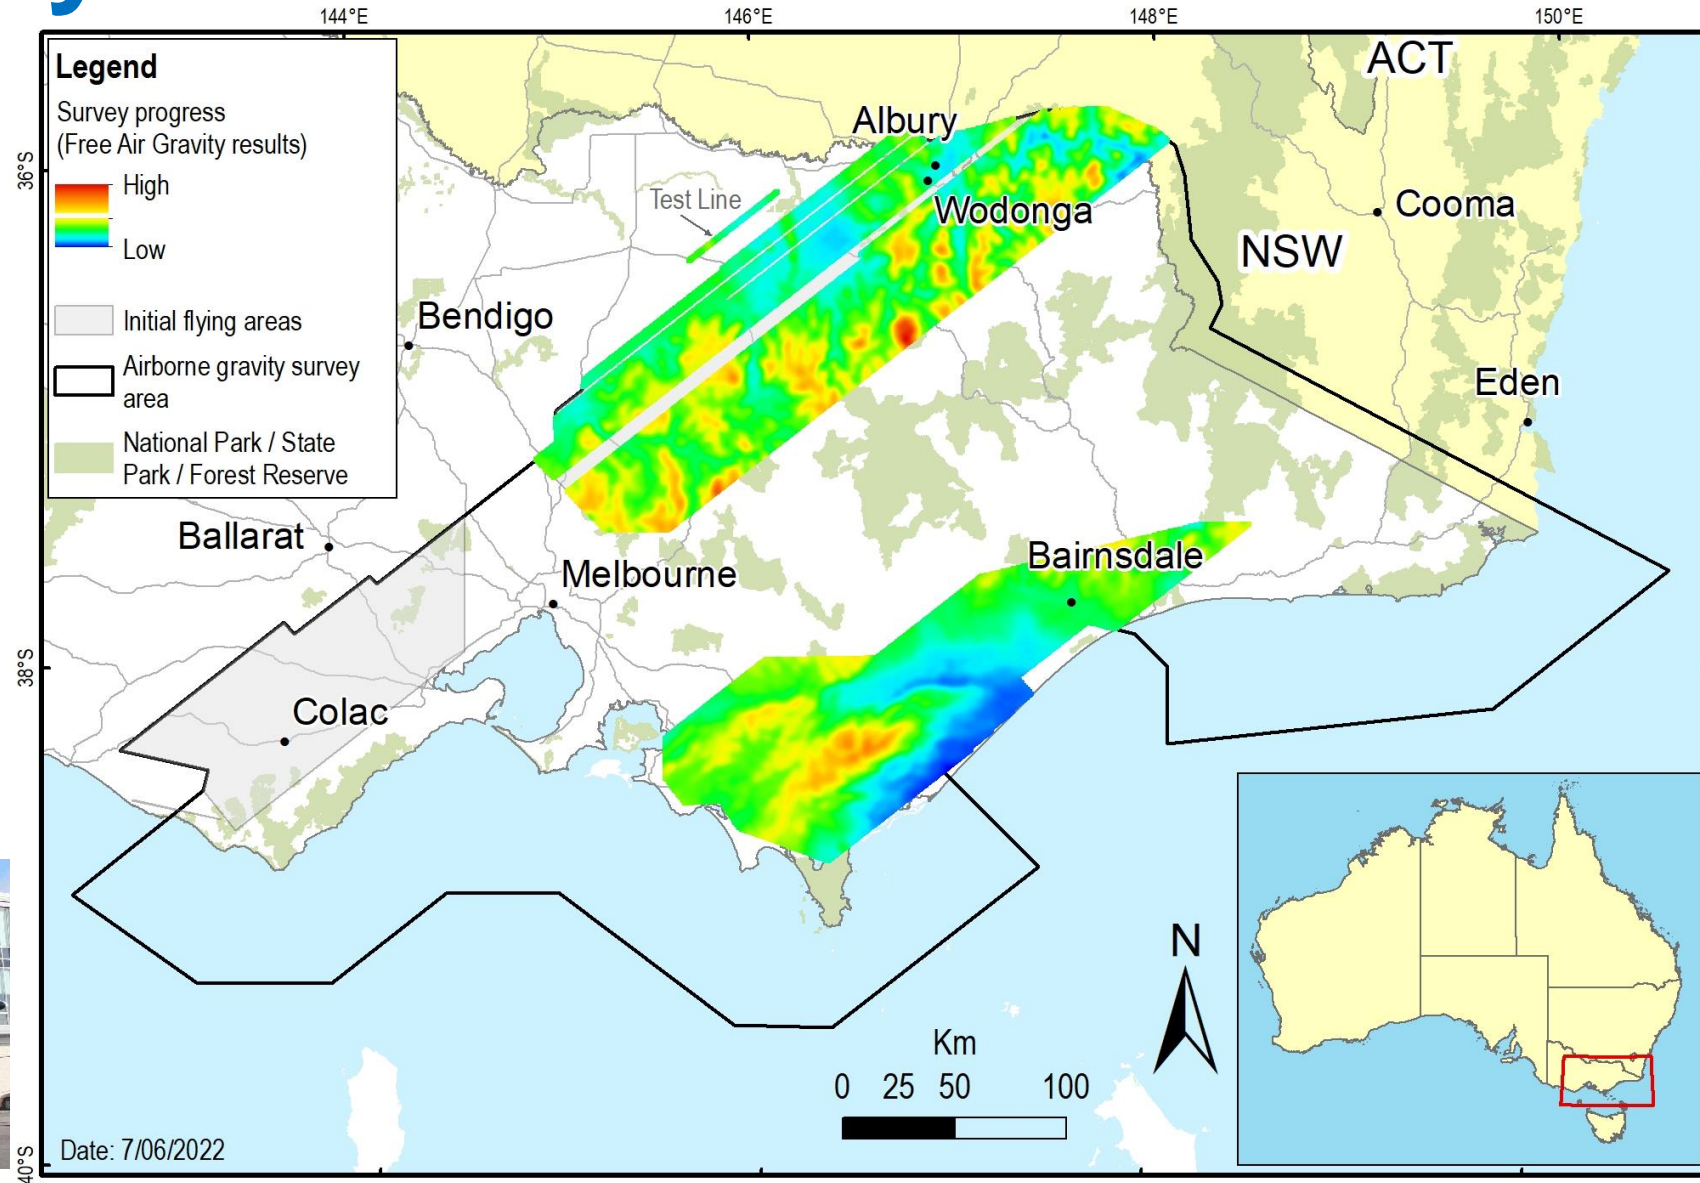 144°E
146°E
148°E
150°E
36°S
38°S
40°S
Legend
Survey progress
(Free Air Gravity results)
High
Low
Initial flying areas
Airborne gravity survey
area
National Park / State
Park / Forest Reserve
ACT
Albury
Test Line
Wodonga
Cooma
NSW
Bendigo
Eden
Ballarat
Bairnsdale
Melbourne
Colac
N
Km
0 25 50 100
Date: 7/06/2022